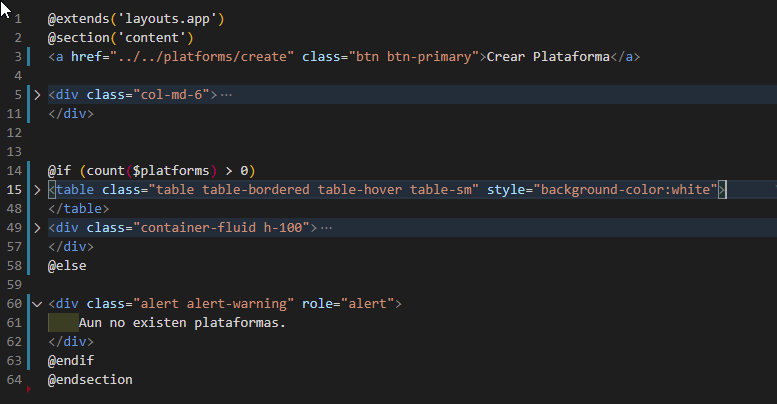 1 @extends('layouts.app')
2 @section('content')
3 <a href="../../platforms/create" class="btn btn-primary">Crear Plataforma</a>
4
5 <div class="col-md-6">···
11 </div>
12
13
14 @if (count($platforms) > 0)
15 <table class="table table-bordered table-hover table-sm" style="background-color:white">
48 </table>
49 <div class="container-fluid h-100">···
57 </div>
58 @else
59
60 <div class="alert alert-warning" role="alert">
61 Aun no existen plataformas.
62 </div>
63 @endif
64 @endsection